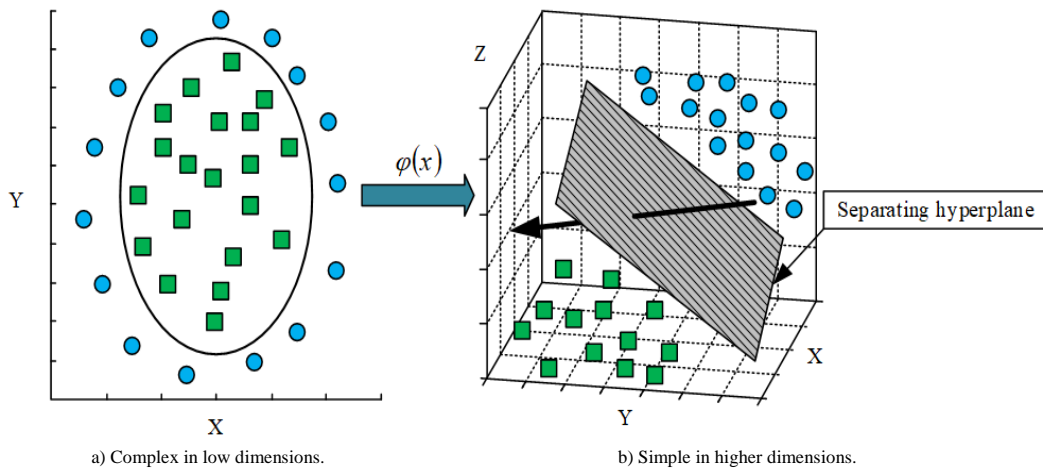 Y
X
a) Complex in low dimensions.
φ(x)
Z
Separating hyperplane
X
Y
b) Simple in higher dimensions.